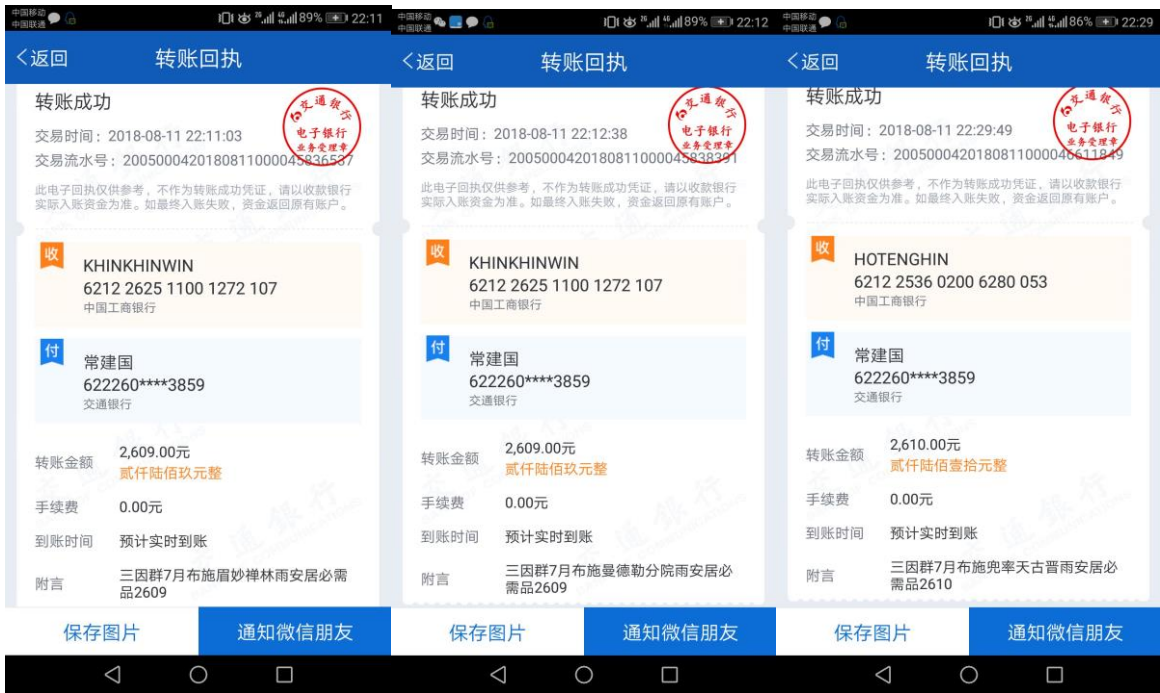 中国移动
中国联通
26 46 89% 22:11
<返回 转账回执
转账成功
交通银行
电子银行
业务受理章
交易时间：2018-08-11 22:11:03
交易流水号：2005000420180811000045836537
此电子回执仅供参考，不作为转账成功凭证，请以收款银行
实际入账资金为准。如最终入账失败，资金返回原有账户。
收
KHINKHINWIN
6212 2625 1100 1272 107
中国工商银行
付
常建国
622260****3859
交通银行
转账金额 2,609.00元
贰仟陆佰玖元整
手续费 0.00元
到账时间 预计实时到账
附言 三因群7月布施眉妙禅林雨安居必需
品2609
保存图片 通知微信朋友
中国移动
中国联通
26 46 89% 22:12
<返回 转账回执
转账成功
交通银行
电子银行
业务受理章
交易时间：2018-08-11 22:12:38
交易流水号：2005000420180811000045838391
此电子回执仅供参考，不作为转账成功凭证，请以收款银行
实际入账资金为准。如最终入账失败，资金返回原有账户。
收
KHINKHINWIN
6212 2625 1100 1272 107
中国工商银行
付
常建国
622260****3859
交通银行
转账金额 2,609.00元
贰仟陆佰玖元整
手续费 0.00元
到账时间 预计实时到账
附言 三因群7月布施曼德勒分院雨安居必
需品2609
保存图片 通知微信朋友
中国移动
中国联通
26 46 86% 22:29
<返回 转账回执
转账成功
交通银行
电子银行
业务受理章
交易时间：2018-08-11 22:29:49
交易流水号：2005000420180811000046611849
此电子回执仅供参考，不作为转账成功凭证，请以收款银行
实际入账资金为准。如最终入账失败，资金返回原有账户。
收
HOTENGHIN
6212 2536 0200 6280 053
中国工商银行
付
常建国
622260****3859
交通银行
转账金额 2,610.00元
贰仟陆佰壹拾元整
手续费 0.00元
到账时间 预计实时到账
附言 三因群7月布施兜率天古晋雨安居必
需品2610
保存图片 通知微信朋友